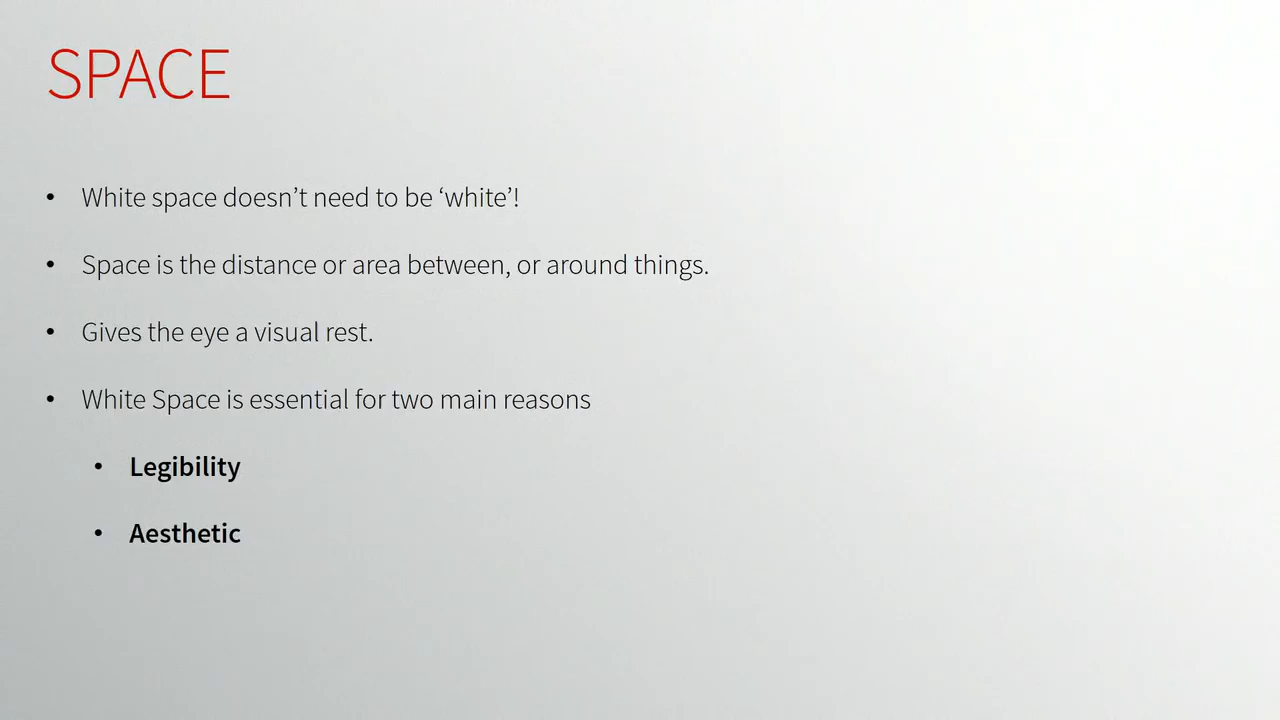 SPACE
• White space doesn’t need to be ‘white’!
• Space is the distance or area between, or around things.
• Gives the eye a visual rest.
• White Space is essential for two main reasons
• Legibility
• Aesthetic